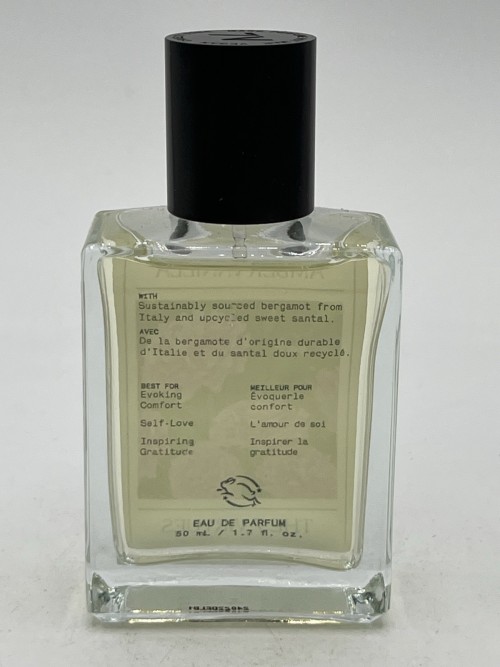 WITH
Sustainably sourced bergamot from
Italy and upcycled sweet santal.
AVEC
De la bergamote d'origine durable
d'Italie et du santal doux recyclé.
BEST FOR
Evoking
Comfort
Self-Love
Inspiring
Gratitude
MEILLEUR POUR
Évoquerle
confort
L'amour de soi
Inspirer la
gratitude
EAU DE PARFUM
50 mL / 1.7 fl. oz.